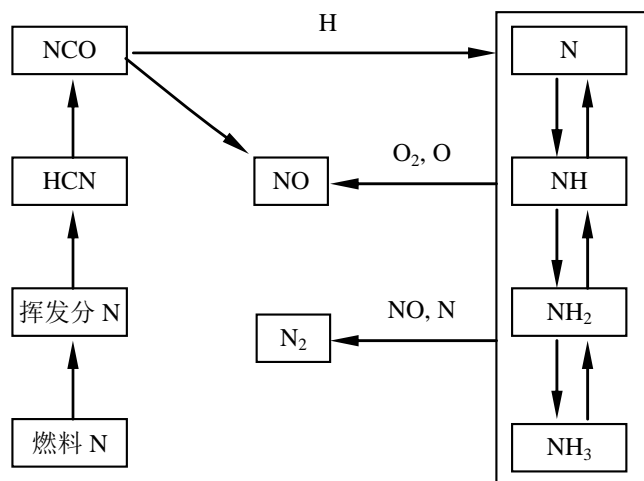 H
NCO
N
O₂, O
HCN
NO
NH
NO, N
挥发分 N
N₂
NH₂
燃料 N
NH₃